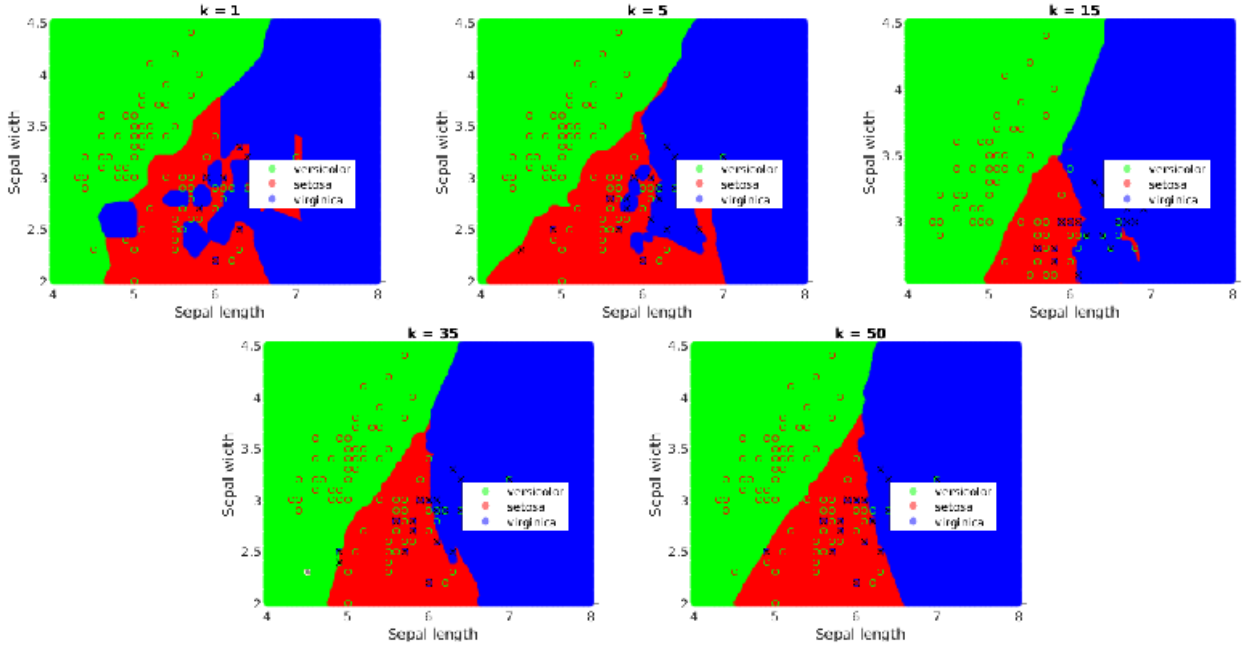 k = 1
4.5
4
3.5
3
2.5
2
4
5
6
7
8
Sepal width
Sepal length
versicolor
setosa
virginica
k = 5
4.5
4
3.5
3
2.5
2
4
5
6
7
8
Sepal width
Sepal length
versicolor
setosa
virginica
k = 15
4.5
4
3.5
3
4
5
6
7
8
Sepal width
Sepal length
versicolor
setosa
virginica
k = 35
4.5
4
3.5
3
2.5
2
4
5
6
7
8
Sepal width
Sepal length
versicolor
setosa
virginica
k = 50
4.5
4
3.5
3
2.5
2
4
5
6
7
8
Sepal width
Sepal length
versicolor
setosa
virginica